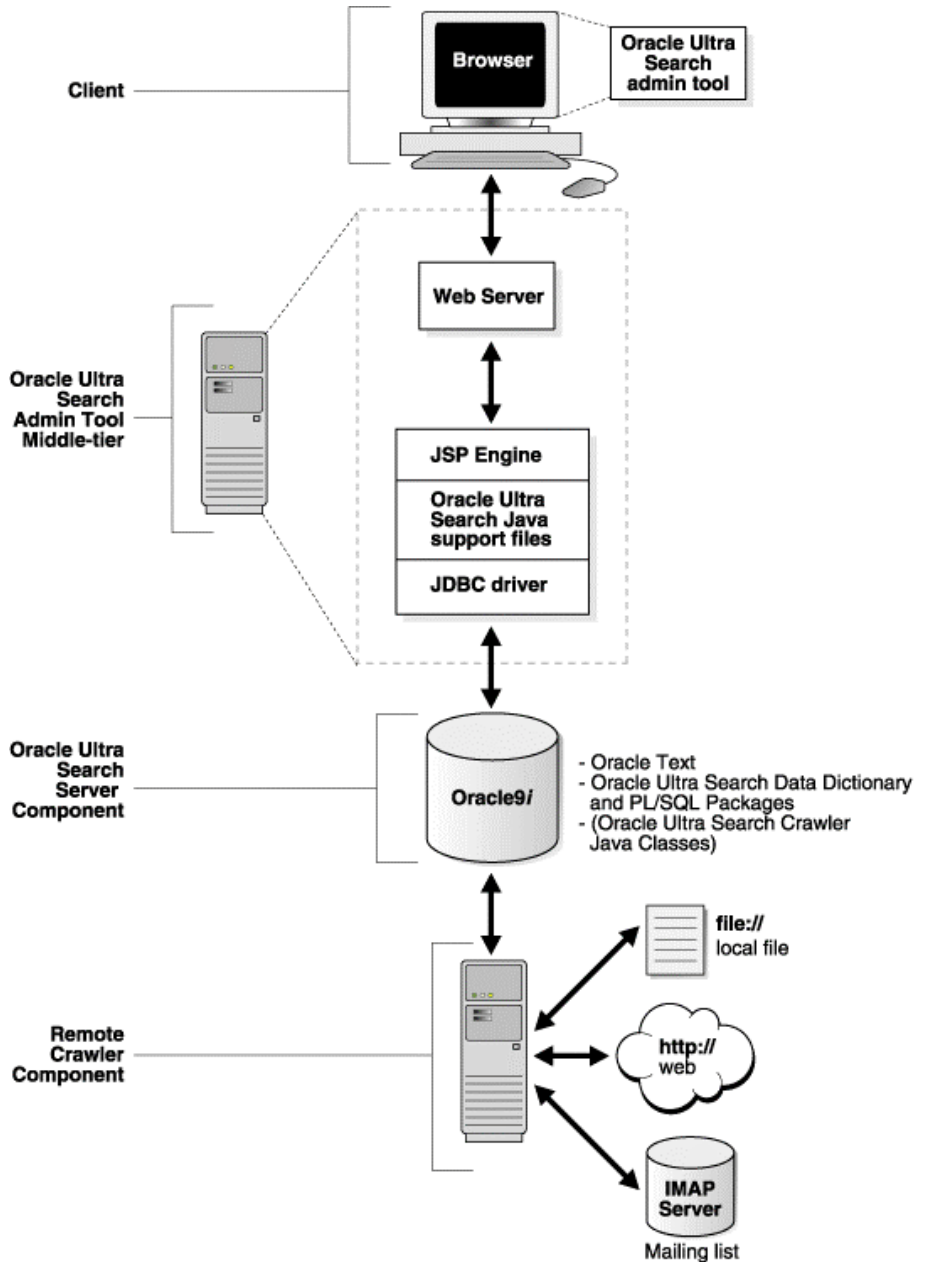 Browser
Oracle Ultra
Search
admin tool
Client
Web Server
Oracle Ultra
Search
Admin Tool
Middle-tier
JSP Engine
Oracle Ultra
Search Java
support files
JDBC driver
Oracle Ultra
Search
Server
Component
Oracle9i
- Oracle Text
- Oracle Ultra Search Data Dictionary
and PL/SQL Packages
- (Oracle Ultra Search Crawler
Java Classes)
file://
local file
Remote
Crawler
Component
http://
web
IMAP
Server
Mailing list